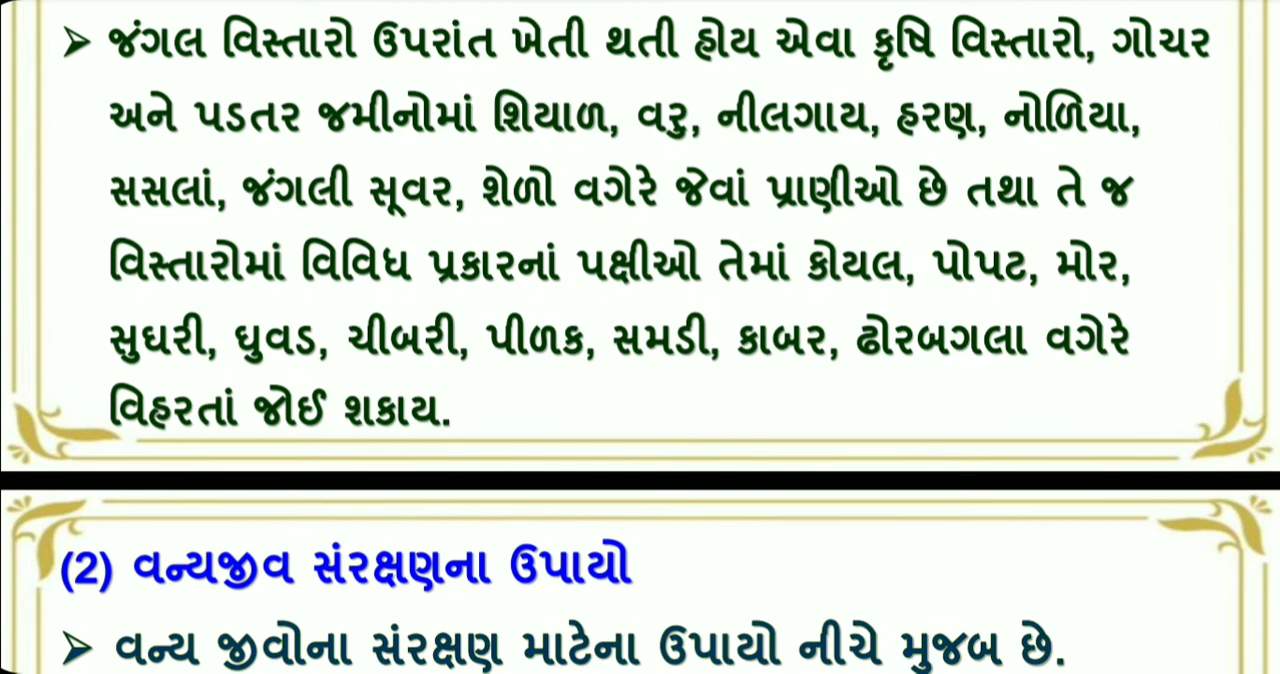 ➢ જંગલ વિસ્તારો ઉપરાંત ખેતી થતી હોય એવા કૃષિ વિસ્તારો, ગોચર
અને પડતર જમીનોમાં શિયાળ, વરુ, નીલગાય, હરણ, નોળિયા,
સસલાં, જંગલી સૂવર, શેળો વગેરે જેવાં પ્રાણીઓ છે તથા તે જ
વિસ્તારોમાં વિવિધ પ્રકારનાં પક્ષીઓ તેમાં કોયલ, પોપટ, મોર,
સુઘરી, ઘુવડ, ચીબરી, પીળક, સમડી, કાબર, ઢોરબગલા વગેરે
વિહરતાં જોઈ શકાય.
(2) વન્યજીવ સંરક્ષણના ઉપાયો
➢ વન્ય જીવોના સંરક્ષણ માટેના ઉપાયો નીચે મુજબ છે.